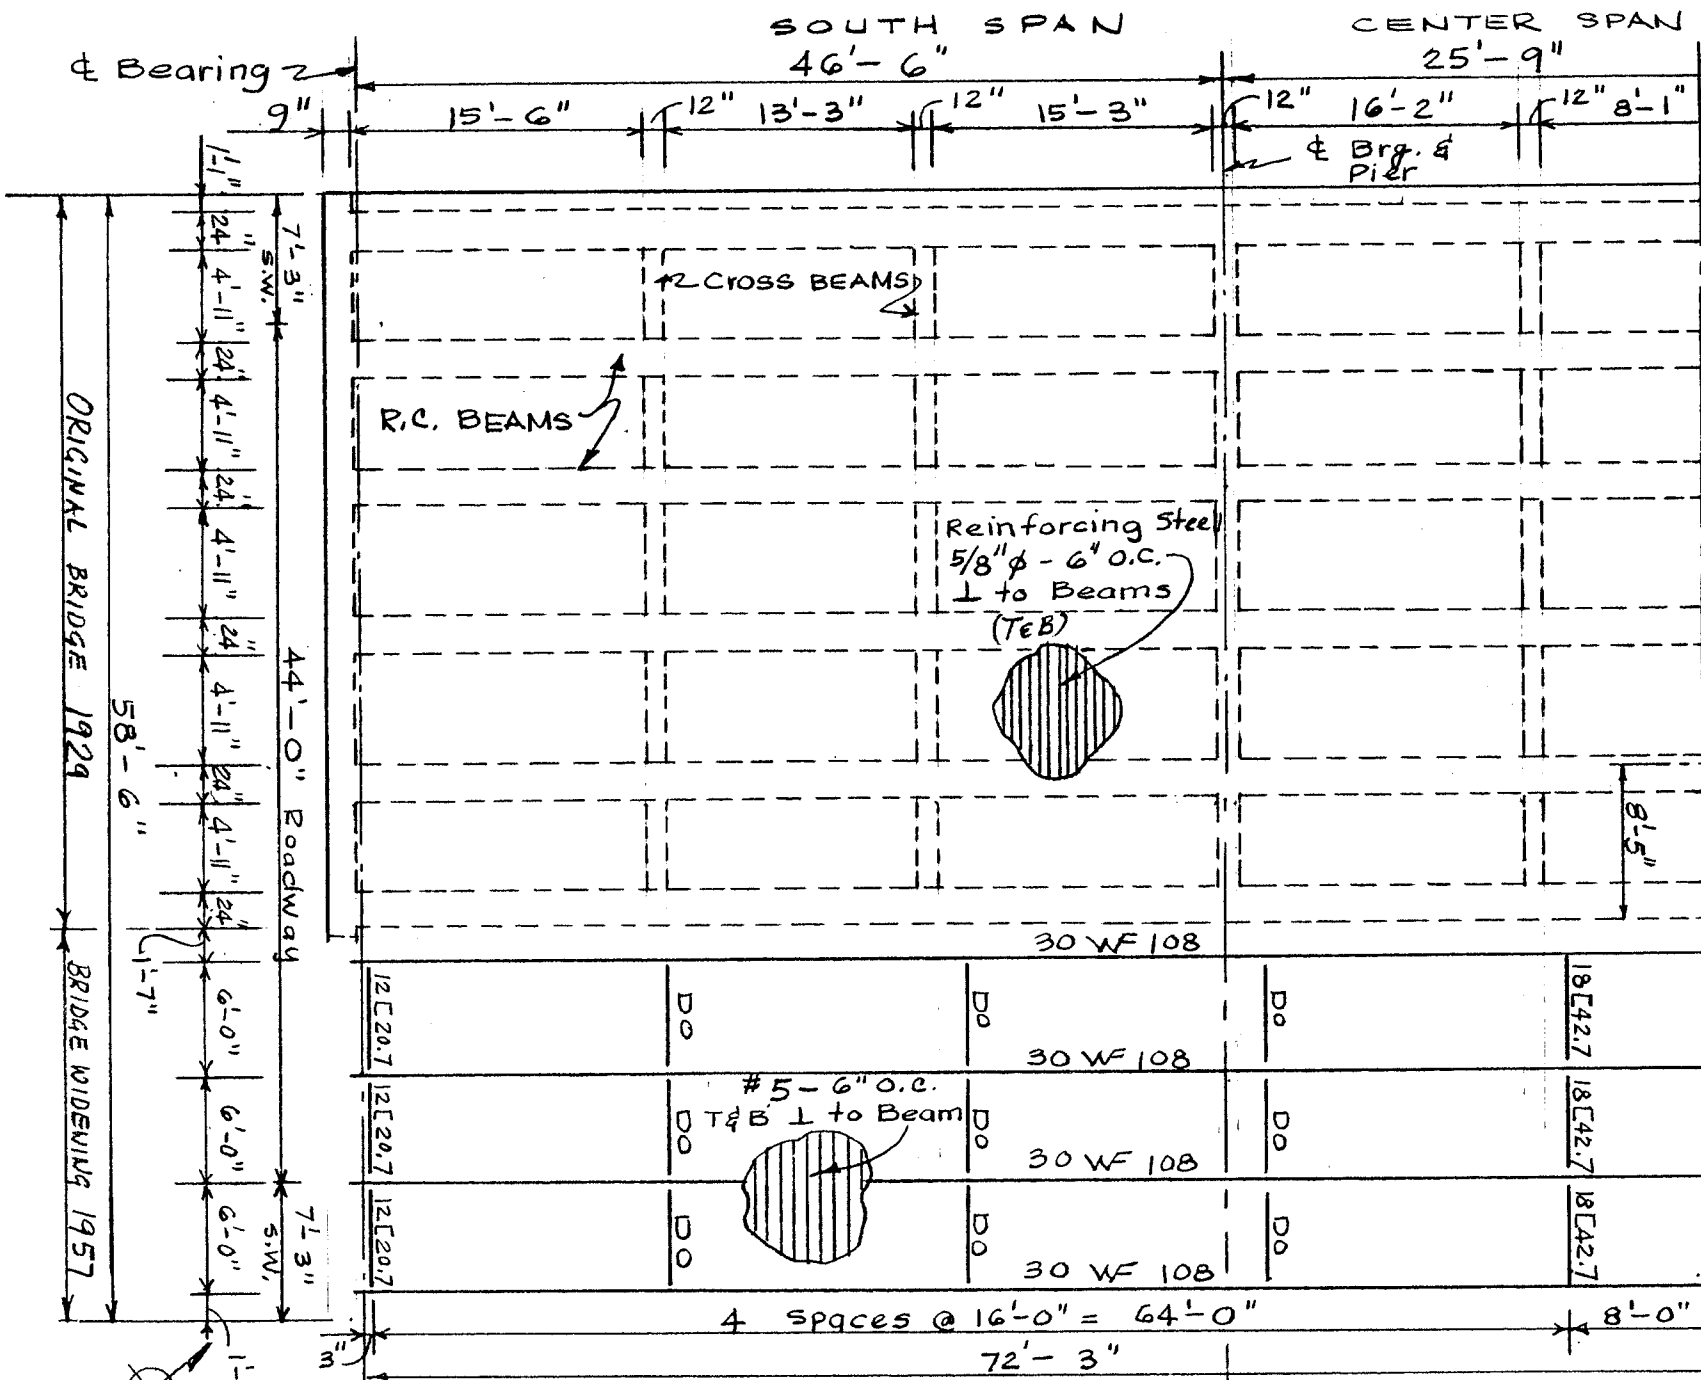 SOUTH SPAN
CENTER SPAN
℄ Bearing
46'-6"
25'-9"
9"
15'-6"
12"
13'-3"
12"
15'-3"
12"
16'-2"
12"
8'-1"
℄ Brg. &
Pier
1'-1"
24"
4'-11"
24"
4'-11"
24"
4'-11"
24"
4'-11"
24"
4'-11"
24"
1'-7"
6'-0"
6'-0"
6'-0"
1'-
7'-3"
S.W.
44'-0" Roadway
7'-3"
S.W.
58'-6"
ORIGINAL BRIDGE 1929
BRIDGE WIDENING 1957
CROSS BEAMS
R.C. BEAMS
Reinforcing Steel
5/8"φ - 6" O.C.
⊥ to Beams
(T&B)
8'-5"
30 WF 108
12[20.7
DO
DO
DO
18[42.7
30 WF 108
#5 - 6" O.C.
T&B ⊥ to Beam
12[20.7
DO
DO
DO
18[42.7
30 WF 108
12[20.7
DO
DO
DO
18[42.7
30 WF 108
3"
4 Spaces @ 16'-0" = 64'-0"
8'-0"
72'-3"